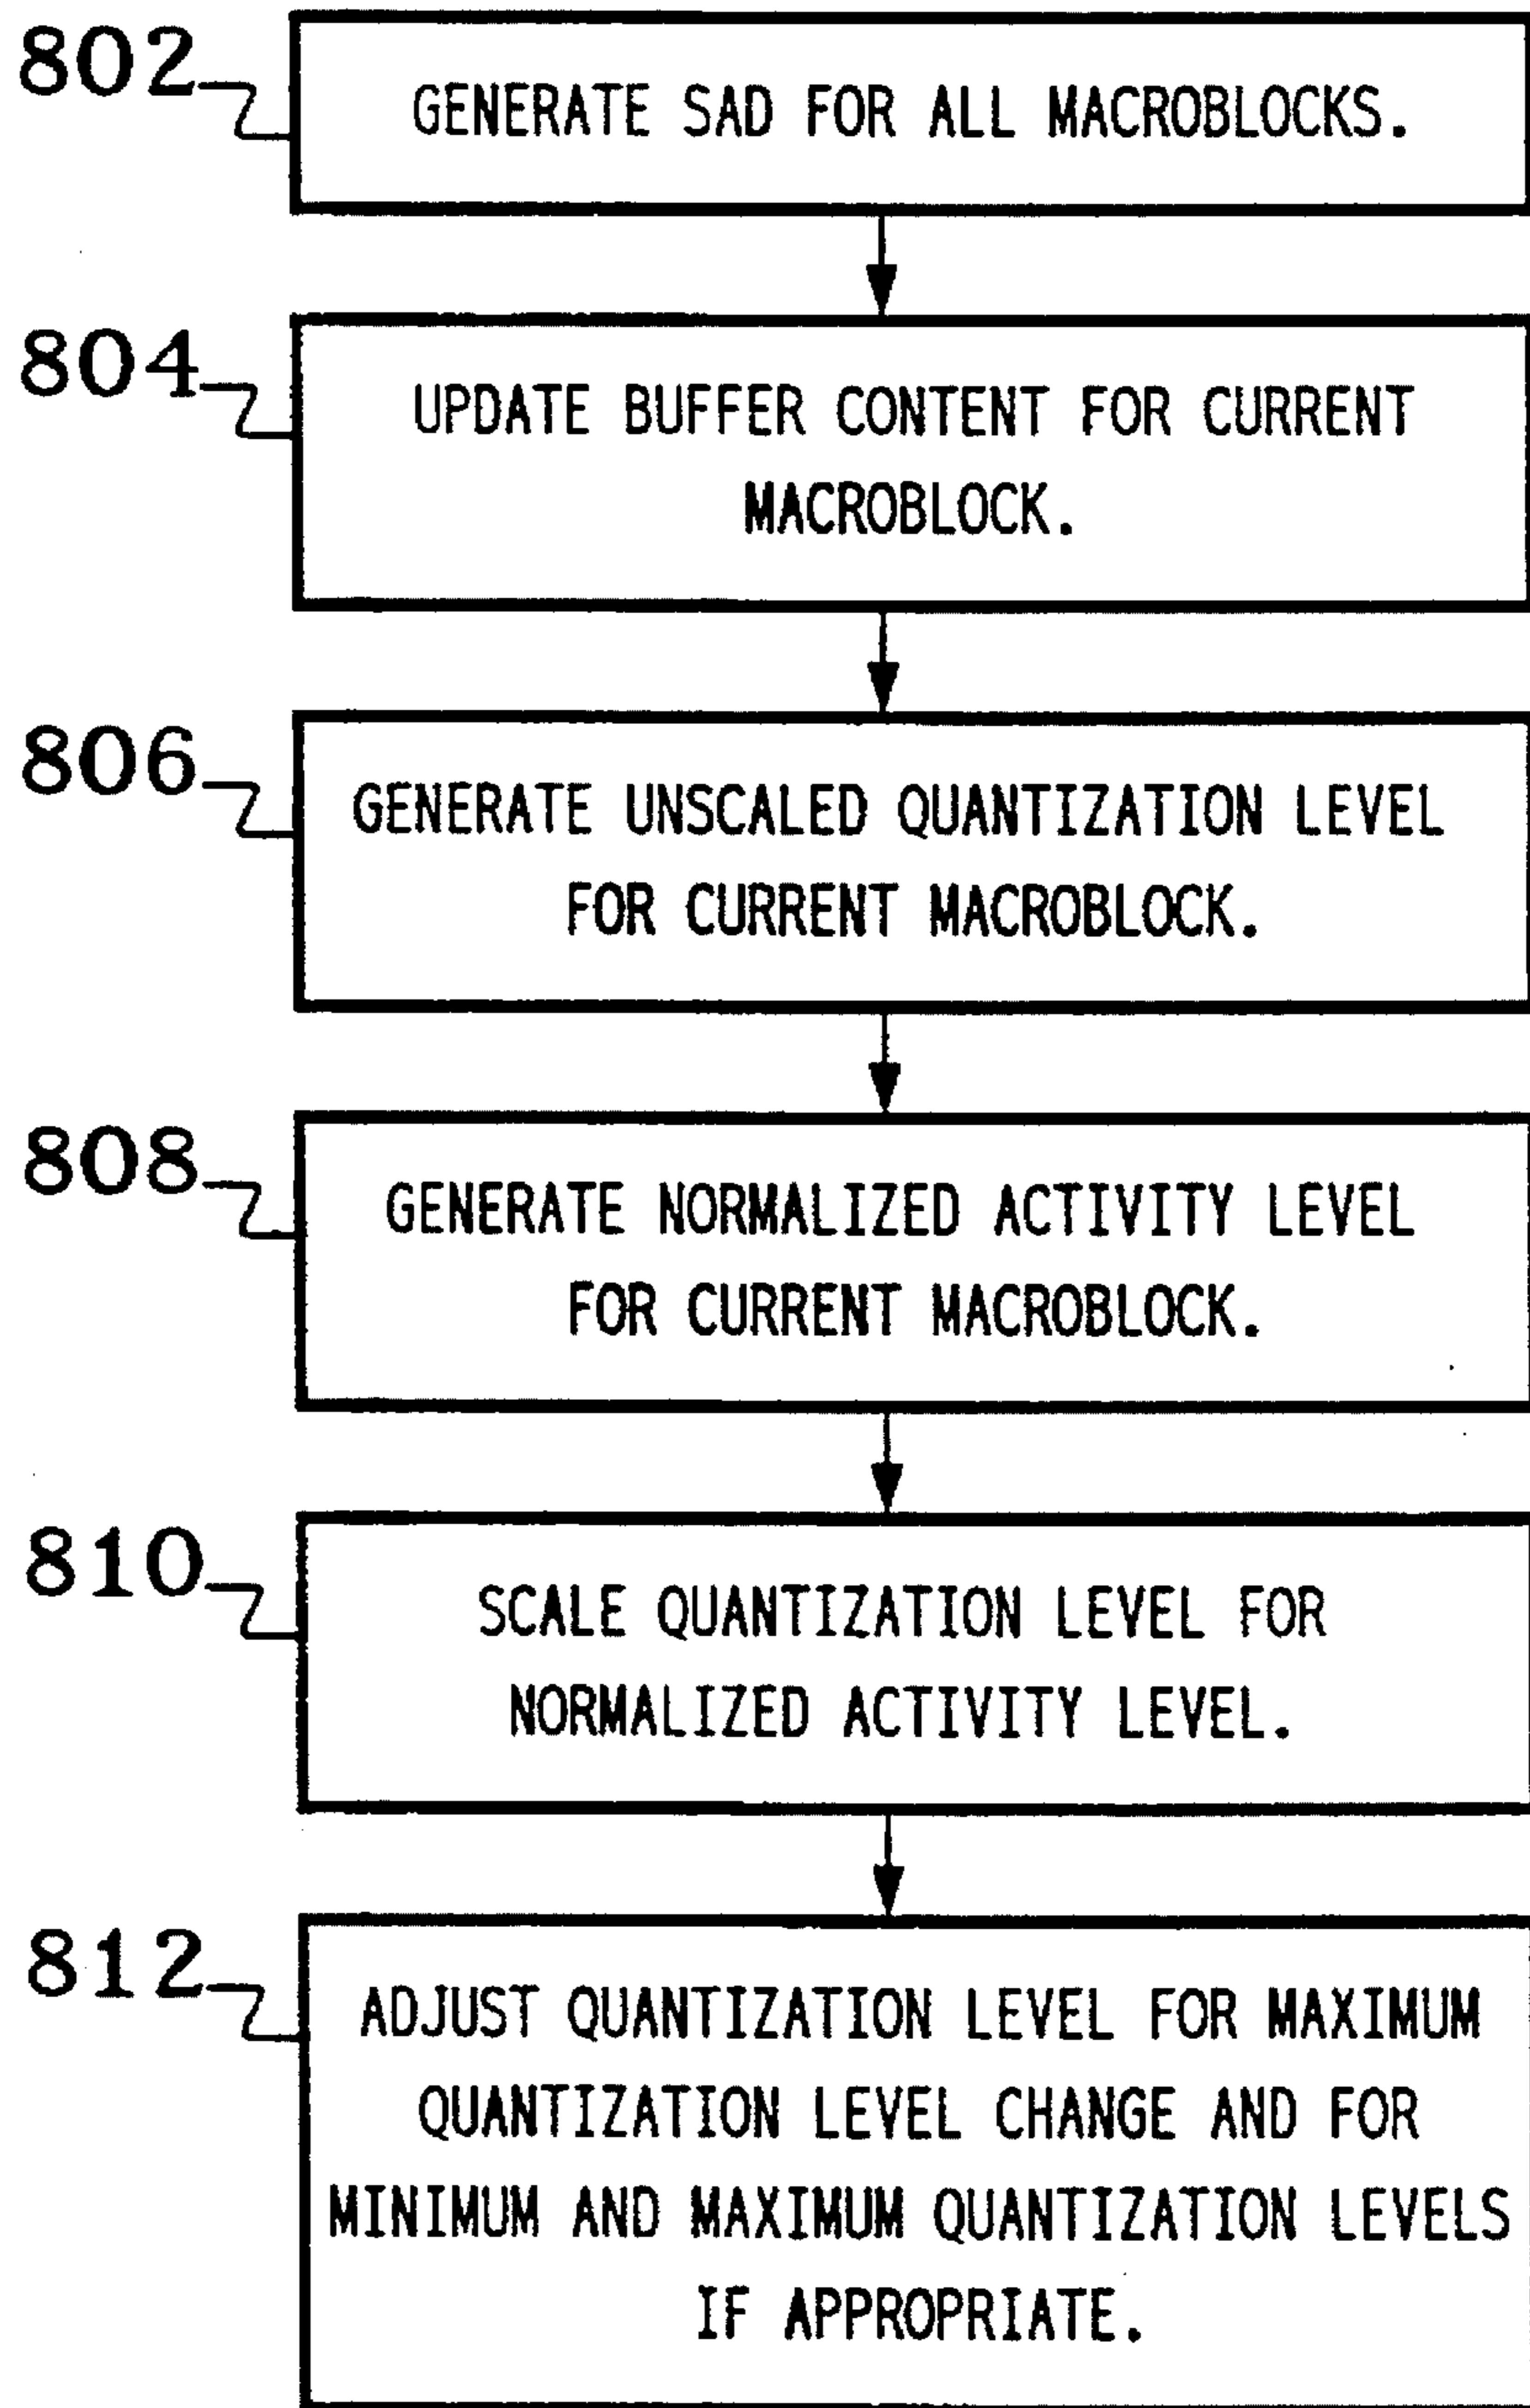 802
GENERATE SAD FOR ALL MACROBLOCKS.
804
UPDATE BUFFER CONTENT FOR CURRENT
MACROBLOCK.
806
GENERATE UNSCALED QUANTIZATION LEVEL
FOR CURRENT MACROBLOCK.
808
GENERATE NORMALIZED ACTIVITY LEVEL
FOR CURRENT MACROBLOCK.
810
SCALE QUANTIZATION LEVEL FOR
NORMALIZED ACTIVITY LEVEL.
812
ADJUST QUANTIZATION LEVEL FOR MAXIMUM
QUANTIZATION LEVEL CHANGE AND FOR
MINIMUM AND MAXIMUM QUANTIZATION LEVELS
IF APPROPRIATE.